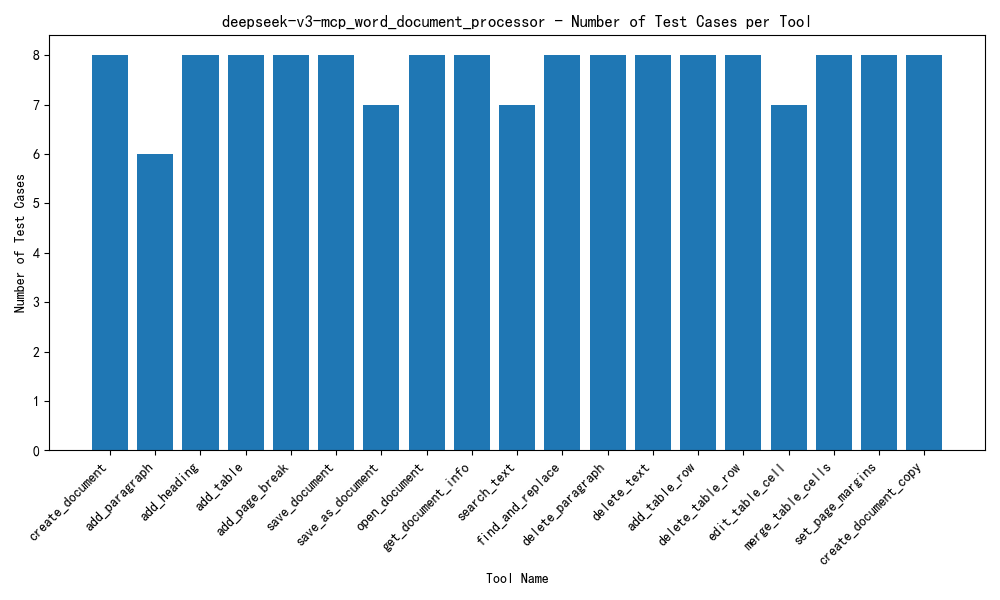 deepseek-v3-mcp_word_document_processor - Number of Test Cases per Tool
Number of Test Cases
8
7
6
5
4
3
2
1
0
create_document
add_paragraph
add_heading
add_table
add_page_break
save_document
save_as_document
open_document
get_document_info
search_text
find_and_replace
delete_paragraph
delete_text
add_table_row
delete_table_row
edit_table_cell
merge_table_cells
set_page_margins
create_document_copy
Tool Name